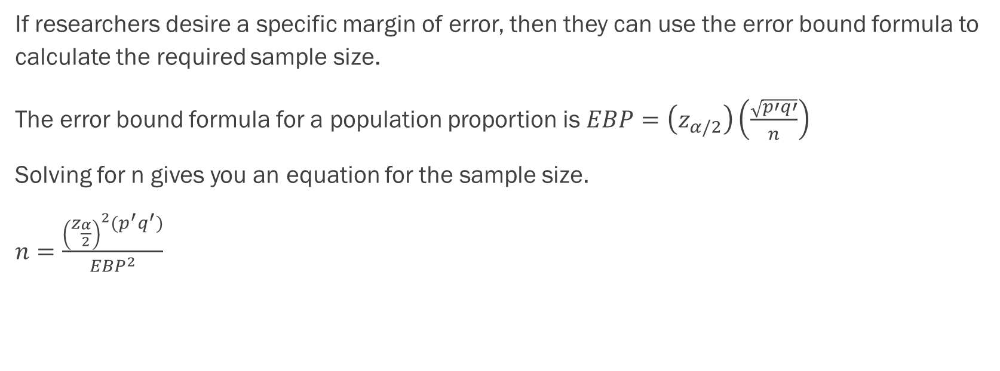 If researchers desire a specific margin of error, then they can use the error bound formula to
calculate the required sample size.
The error bound formula for a population proportion is $EBP = (z_{\alpha/2})\left(\frac{\sqrt{p\prime q\prime}}{n}\right)$
Solving for n gives you an equation for the sample size.
$n = \frac{\left(z_{\frac{\alpha}{2}}\right)^2 (p'q')}{EBP^2}$